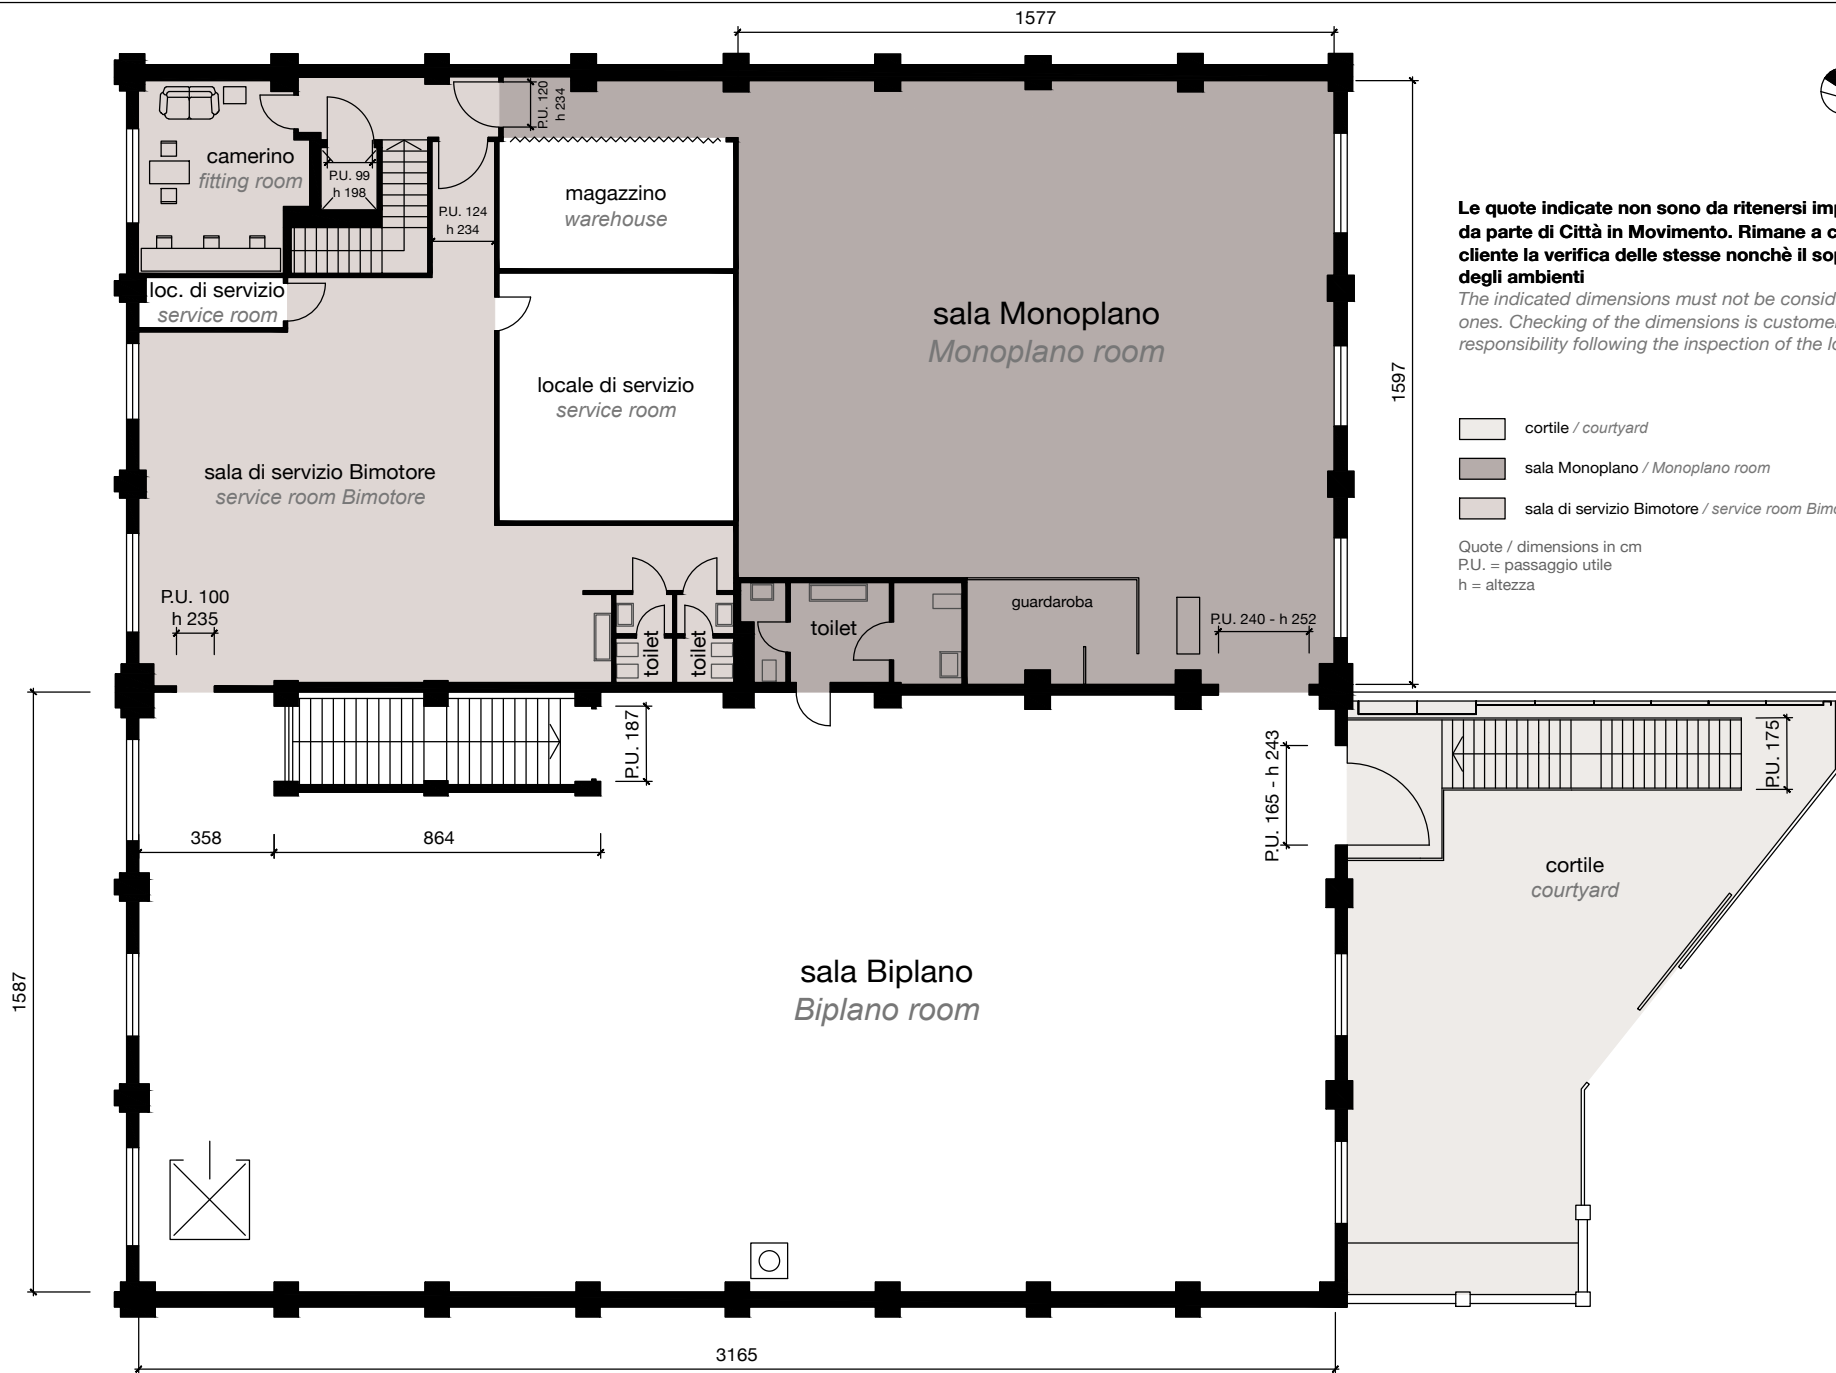 1577
P.U. 120
h 234
camerino
fitting room
P.U. 99
h 198
P.U. 124
h 234
magazzino
warehouse
loc. di servizio
service room
locale di servizio
service room
sala Monoplano
Monoplano room
1597
sala di servizio Bimotore
service room Bimotore
P.U. 100
h 235
toilet
toilet
toilet
guardaroba
P.U. 240 - h 252
P.U. 187
P.U. 165 - h 243
P.U. 175
358
864
cortile
courtyard
sala Biplano
Biplano room
1587
3165
Le quote indicate non sono da ritenersi
da parte di Città in Movimento. Rimane a
cliente la verifica delle stesse nonchè il
degli ambienti
The indicated dimensions must not be
ones. Checking of the dimensions is
responsibility following the inspection of the
cortile / courtyard
sala Monoplano / Monoplano room
sala di servizio Bimotore / service room
Quote / dimensions in cm
P.U. = passaggio utile
h = altezza